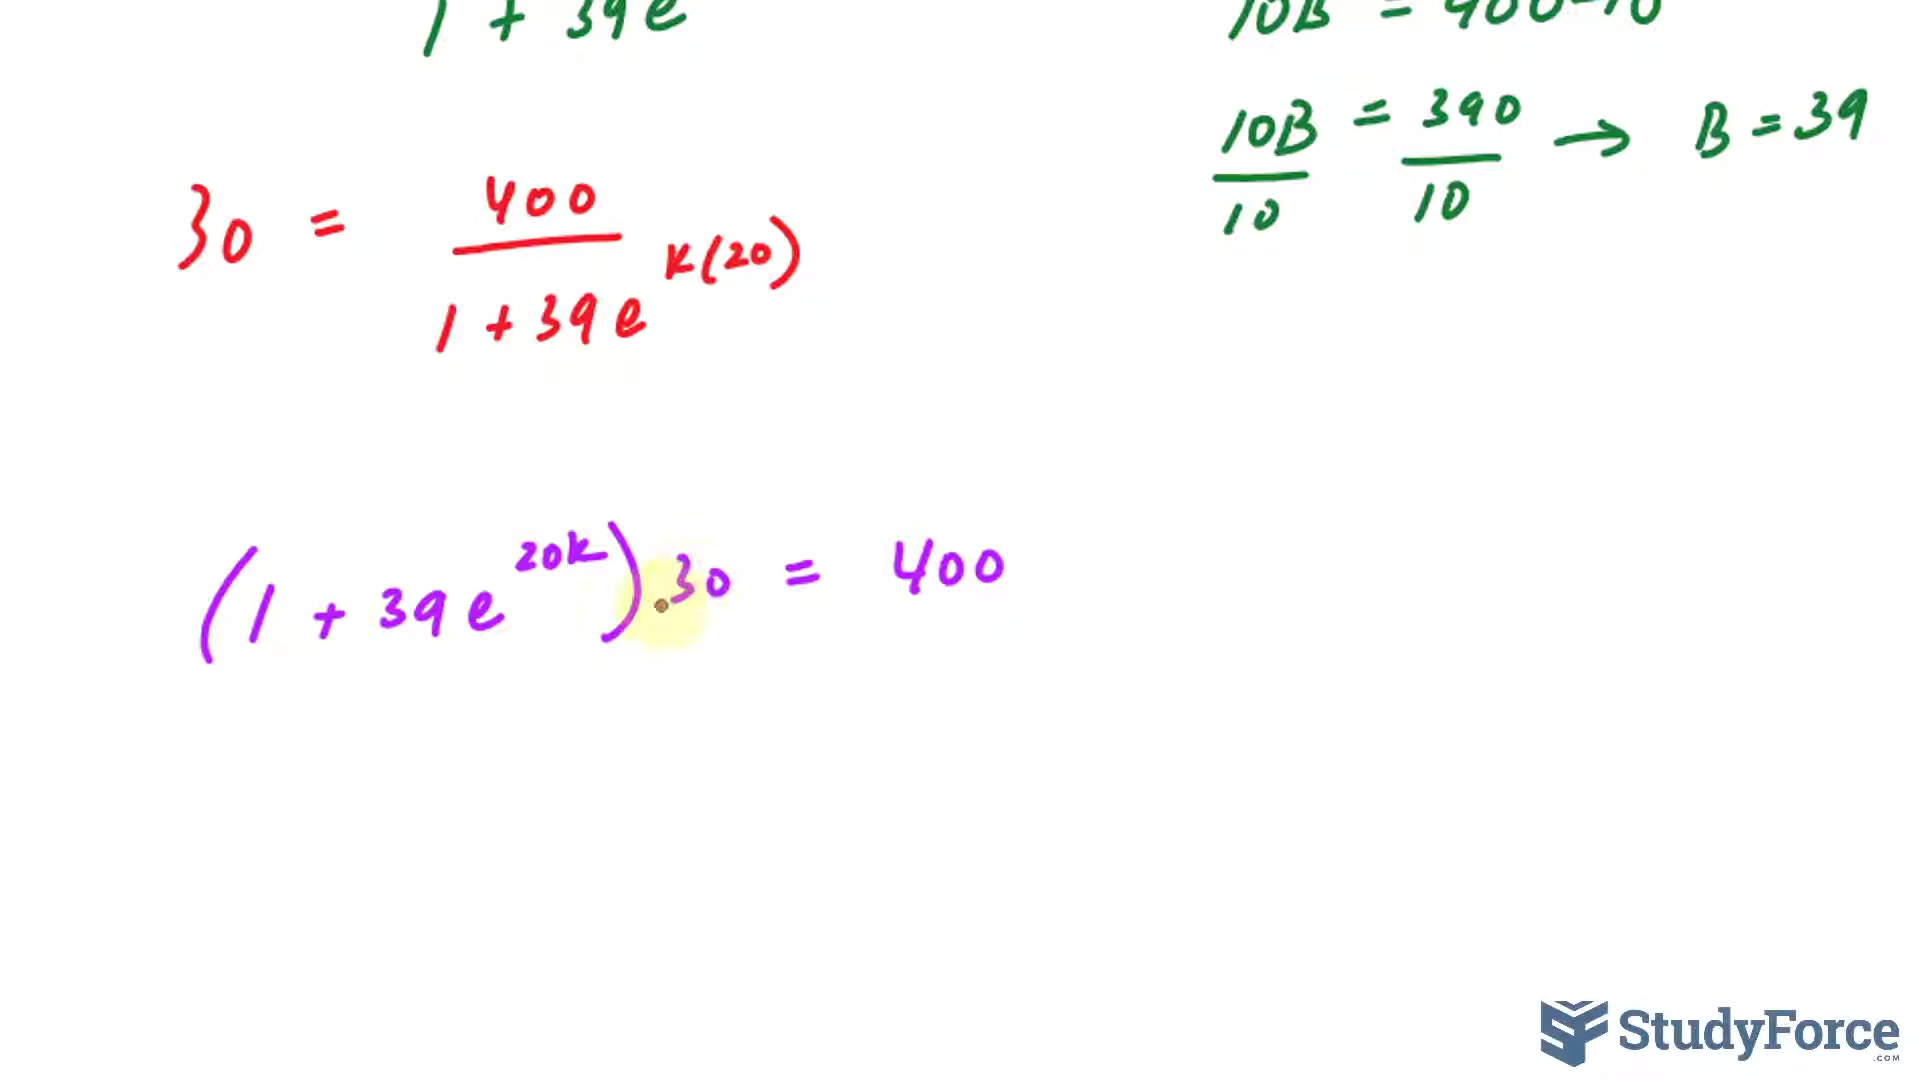 1 + 39e
10B = 400-10
10B = 390 → B = 39
10 10
30 = 400
k(20)
1 + 39e
(1 + 39e^20k) · 30 = 400
StudyForce
.COM